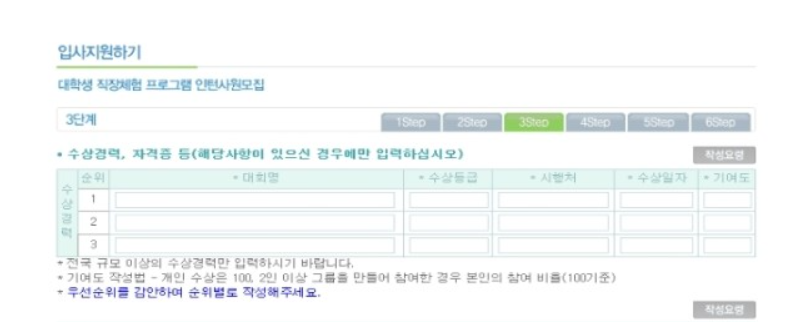 입사지원하기
대학생 직장체험 프로그램 인턴사원모집
3단계 1Step 2Step 3Step 4Step 5Step 6Step
* 수상경력, 자격증 등(해당사항이 있으신 경우에만 입력하십시오) 작성요령
수상경력 순위 * 대회명 * 수상등급 * 시행처 * 수상일자 * 기여도
1
2
3
* 전국 규모 이상의 수상경력만 입력하시기 바랍니다.
* 기여도 작성법 - 개인 수상은 100, 2인 이상 그룹을 만들어 참여한 경우 본인의 참여 비율(100기준)
* 우선순위를 감안하여 순위별로 작성해주세요.
작성요령